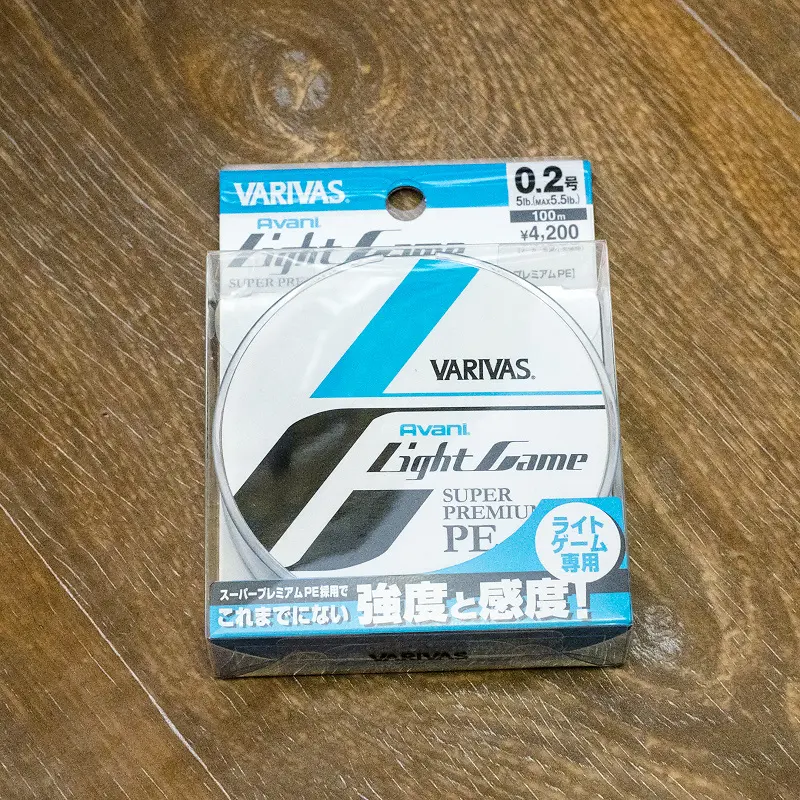 VARIVAS®
0.2号
5lb.(MAX5.5lb.)
100m
¥4,200
Avani
Light Game
SUPER PREM
プレミアムPE]
VARIVAS®
Avani
Light Game
SUPER
PREMIUM
PE
ライト
ゲーム
専用
スーパープレミアムPE採用で
これまでにない 強度と感度!
VARIVAS